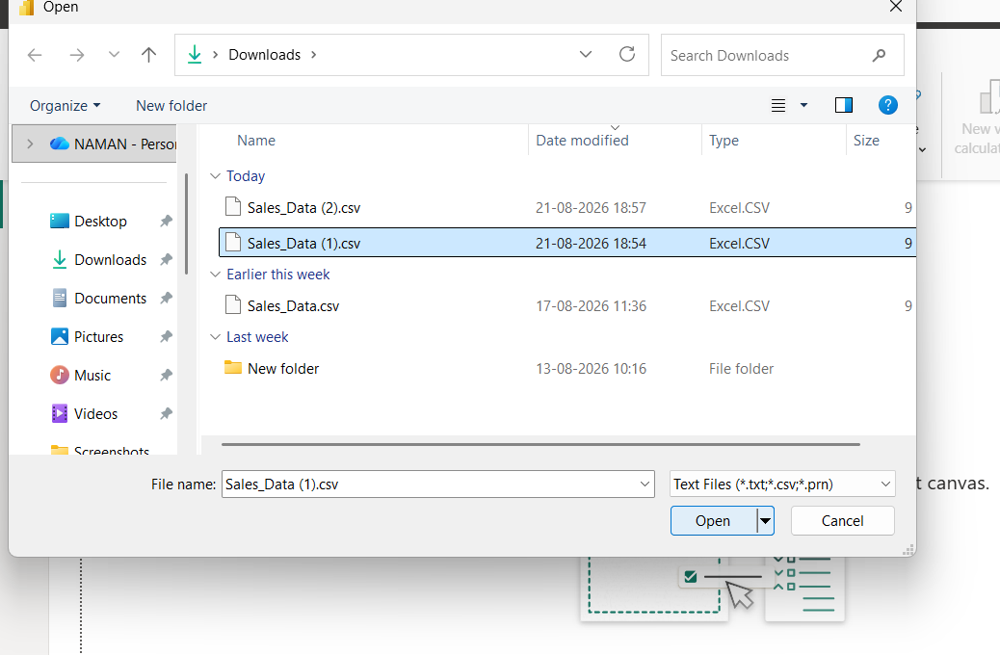 Open
Downloads
Search Downloads
Organize
New folder
NAMAN - Person
Name
Date modified
Type
Size
Today
Desktop
Sales_Data (2).csv
21-08-2026 18:57
Excel.CSV
9
Downloads
Sales_Data (1).csv
21-08-2026 18:54
Excel.CSV
9
Earlier this week
Documents
Sales_Data.csv
17-08-2026 11:36
Excel.CSV
9
Pictures
Last week
Music
New folder
13-08-2026 10:16
File folder
Videos
Screenshots
File name:
Sales_Data (1).csv
Text Files (*.txt;*.csv;*.prn)
Open
Cancel
New v
calculat
t canvas.